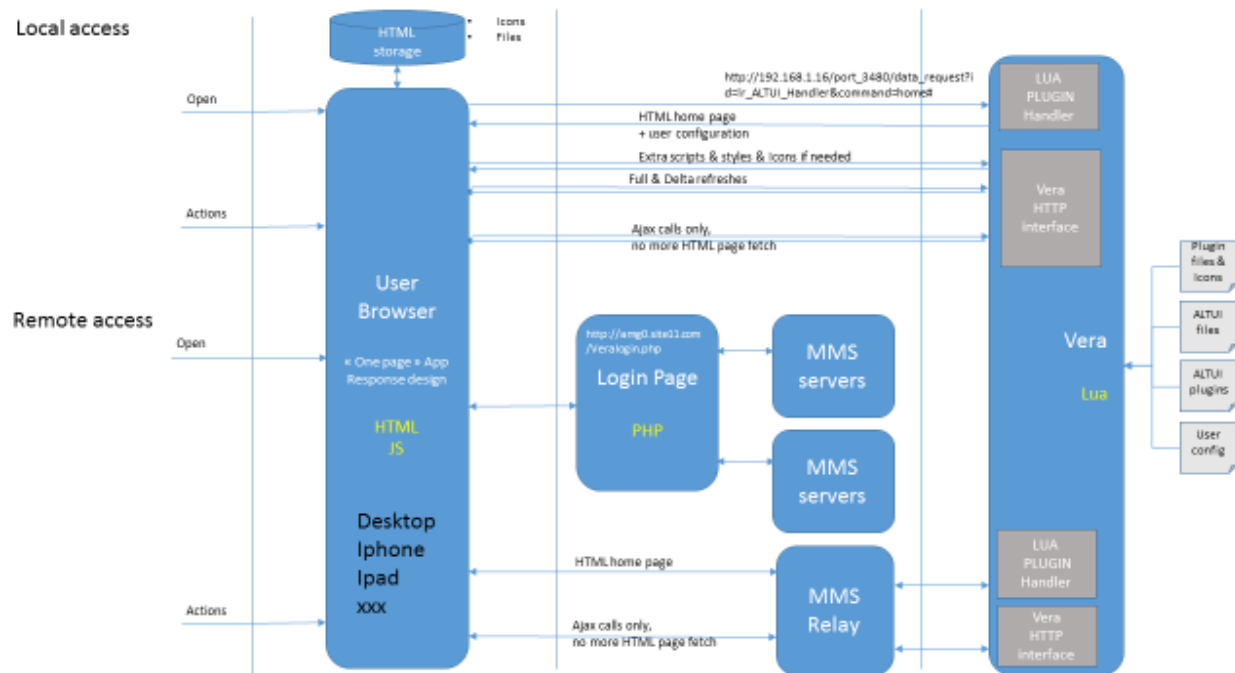 Local access
HTML
storage
• Icons
• Files
Open
http://192.168.1.16/port_3480/data_request?i
d=lr_ALTUI_Handler&command=home#
LUA
PLUGIN
Handler
HTML home page
+ user configuration
Extra scripts & styles & Icons if needed
Full & Delta refreshes
Vera
HTTP
interface
Actions
Ajax calls only,
no more HTML page fetch
Plugin
files &
Icons
User
Browser
Remote access
Open
http://amg0.site11.com
/Veralogin.php
Login Page
PHP
MMS
servers
ALTUI
files
Vera
Lua
« One page » App
Response design
ALTUI
plugins
HTML
JS
User
config
MMS
servers
Desktop
Iphone
Ipad
xxx
HTML home page
LUA
PLUGIN
Handler
MMS
Relay
Actions
Ajax calls only,
no more HTML page fetch
Vera
HTTP
interface